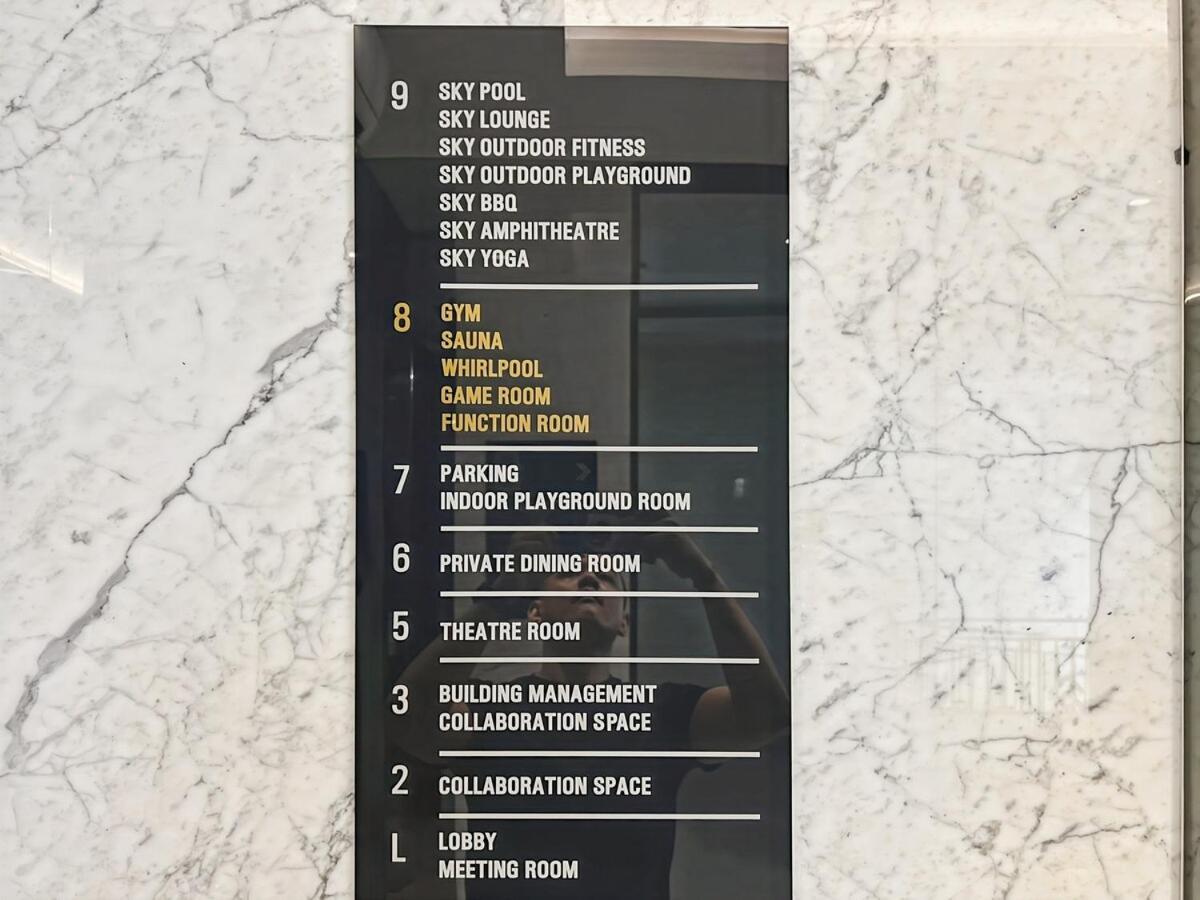 9 SKY POOL
SKY LOUNGE
SKY OUTDOOR FITNESS
SKY OUTDOOR PLAYGROUND
SKY BBQ
SKY AMPHITHEATRE
SKY YOGA
8 GYM
SAUNA
WHIRLPOOL
GAME ROOM
FUNCTION ROOM
7 PARKING
INDOOR PLAYGROUND ROOM
6 PRIVATE DINING ROOM
5 THEATRE ROOM
3 BUILDING MANAGEMENT
COLLABORATION SPACE
2 COLLABORATION SPACE
L LOBBY
MEETING ROOM